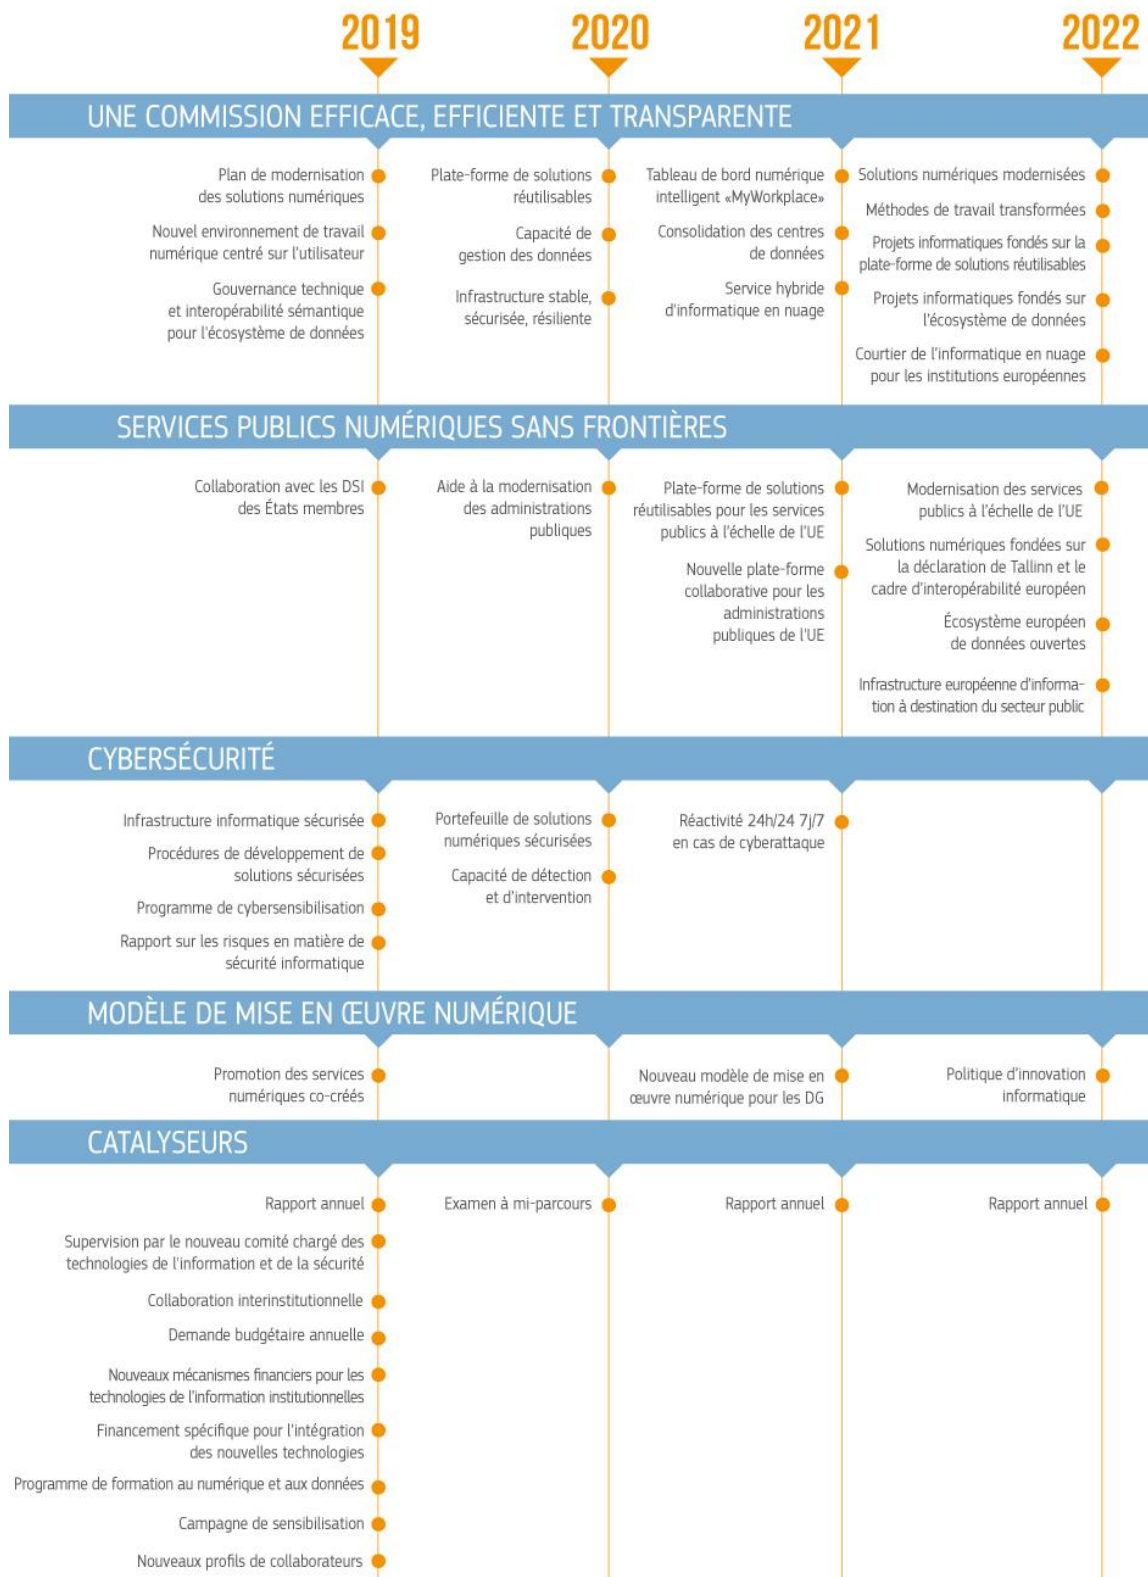 2019
2020
2021
2022
UNE COMMISSION EFFICACE, EFFICIENTE ET TRANSPARENTE
Plan de modernisation
des solutions numériques
Nouvel environement de travail
numérique centré sur l'utilisateur
Gouvernance technique
et interopérabilité sémantique
pour l'écosystème de données
Plate-forme de solutions
réutilisables
Capacité de
gestion des données
Infrastructure stable,
sécurisée, résiliente
Tableau de bord numérique
intelligent «MyWorkplace»
Consolidation des centres
de données
Service hybride
d'informatique en nuage
Solutions numériques modernisées
Méthodes de travail transformées
Projets informatiques fondés sur la
plate-forme de solutions réutilisables
Projets informatiques fondés sur
l'écosystème de données
Courtier de l'informatique en nuage
pour les institutions européennes
SERVICES PUBLICS NUMÉRIQUES SANS FRONTIÈRES
Collaboration avec les DSI
des États membres
Aide à la modernisation
des administrations
publiques
Plate-forme de solutions
réutilisables pour les services
publics à l'échelle de l'UE
Nouvelle plate-forme
collaborative pour les
administrations
publiques de l'UE
Modernisation des services
publics à l'échelle de l'UE
Solutions numériques fondées sur
la déclaration de Tallinn et le
cadre d'interopérabilité européen
Écosystème européen
de données ouvertes
Infrastructure européenne d'informa-
tion à destination du secteur public
CYBERSÉCURITÉ
Infrastructure informatique sécurisée
Procédures de développement de
solutions sécurisées
Programme de cybersensibilisation
Rapport sur les risques en matière de
sécurité informatique
Portefeuille de solutions
numériques sécurisées
Capacité de détection
et d'intervention
Réactivité 24h/24 7j/7
en cas de cyberattaque
MODÈLE DE MISE EN ŒUVRE NUMÉRIQUE
Promotion des services
numériques co-créés
Nouveau modèle de mise en
œuvre numérique pour les DG
Politique d'innovation
informatique
CATALYSEURS
Rapport annuel
Supervision par le nouveau comité chargé des
technologies de l'information et de la sécurité
Collaboration interinstitutionnelle
Demande budgétaire annuelle
Nouveaux mécanismes financiers pour les
technologies de l'information institutionnelles
Financement spécifique pour l'intégration
des nouvelles technologies
Programme de formation au numérique et aux données
Campagne de sensibilisation
Nouveaux profils de collaborateurs
Examen à mi-parcours
Rapport annuel
Rapport annuel